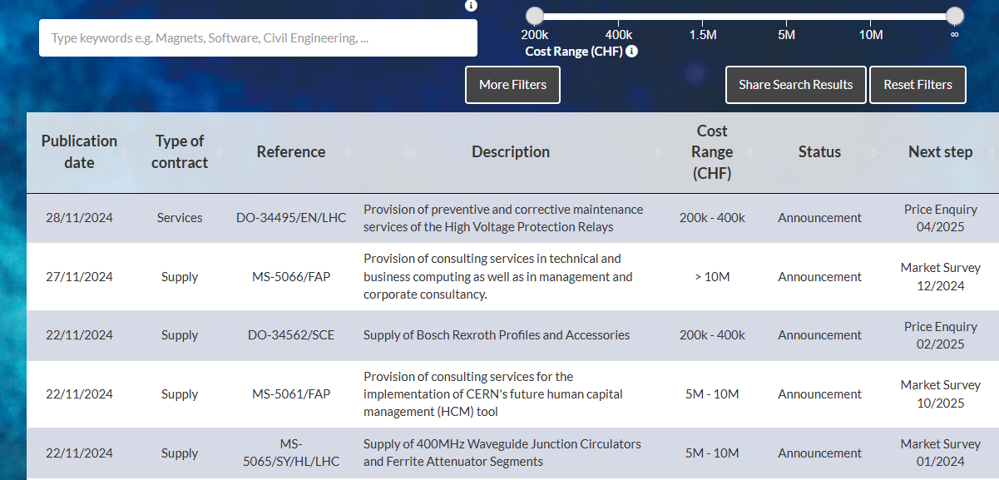 i
Type keywords e.g. Magnets, Software, Civil Engineering, ...
200k 400k 1.5M 5M 10M ∞
Cost Range (CHF) i
More Filters Share Search Results Reset Filters
Publication date Type of contract Reference Description Cost Range (CHF) Status Next step
28/11/2024 Services DO-34495/EN/LHC Provision of preventive and corrective maintenance
services of the High Voltage Protection Relays 200k - 400k Announcement Price Enquiry
04/2025
27/11/2024 Supply MS-5066/FAP Provision of consulting services in technical and
business computing as well as in management and
corporate consultancy. > 10M Announcement Market Survey
12/2024
22/11/2024 Supply DO-34562/SCE Supply of Bosch Rexroth Profiles and Accessories 200k - 400k Announcement Price Enquiry
02/2025
22/11/2024 Supply MS-5061/FAP Provision of consulting services for the
implementation of CERN's future human capital
management (HCM) tool 5M - 10M Announcement Market Survey
10/2025
22/11/2024 Supply MS-
5065/SY/HL/LHC Supply of 400MHz Waveguide Junction Circulators
and Ferrite Attenuator Segments 5M - 10M Announcement Market Survey
01/2024